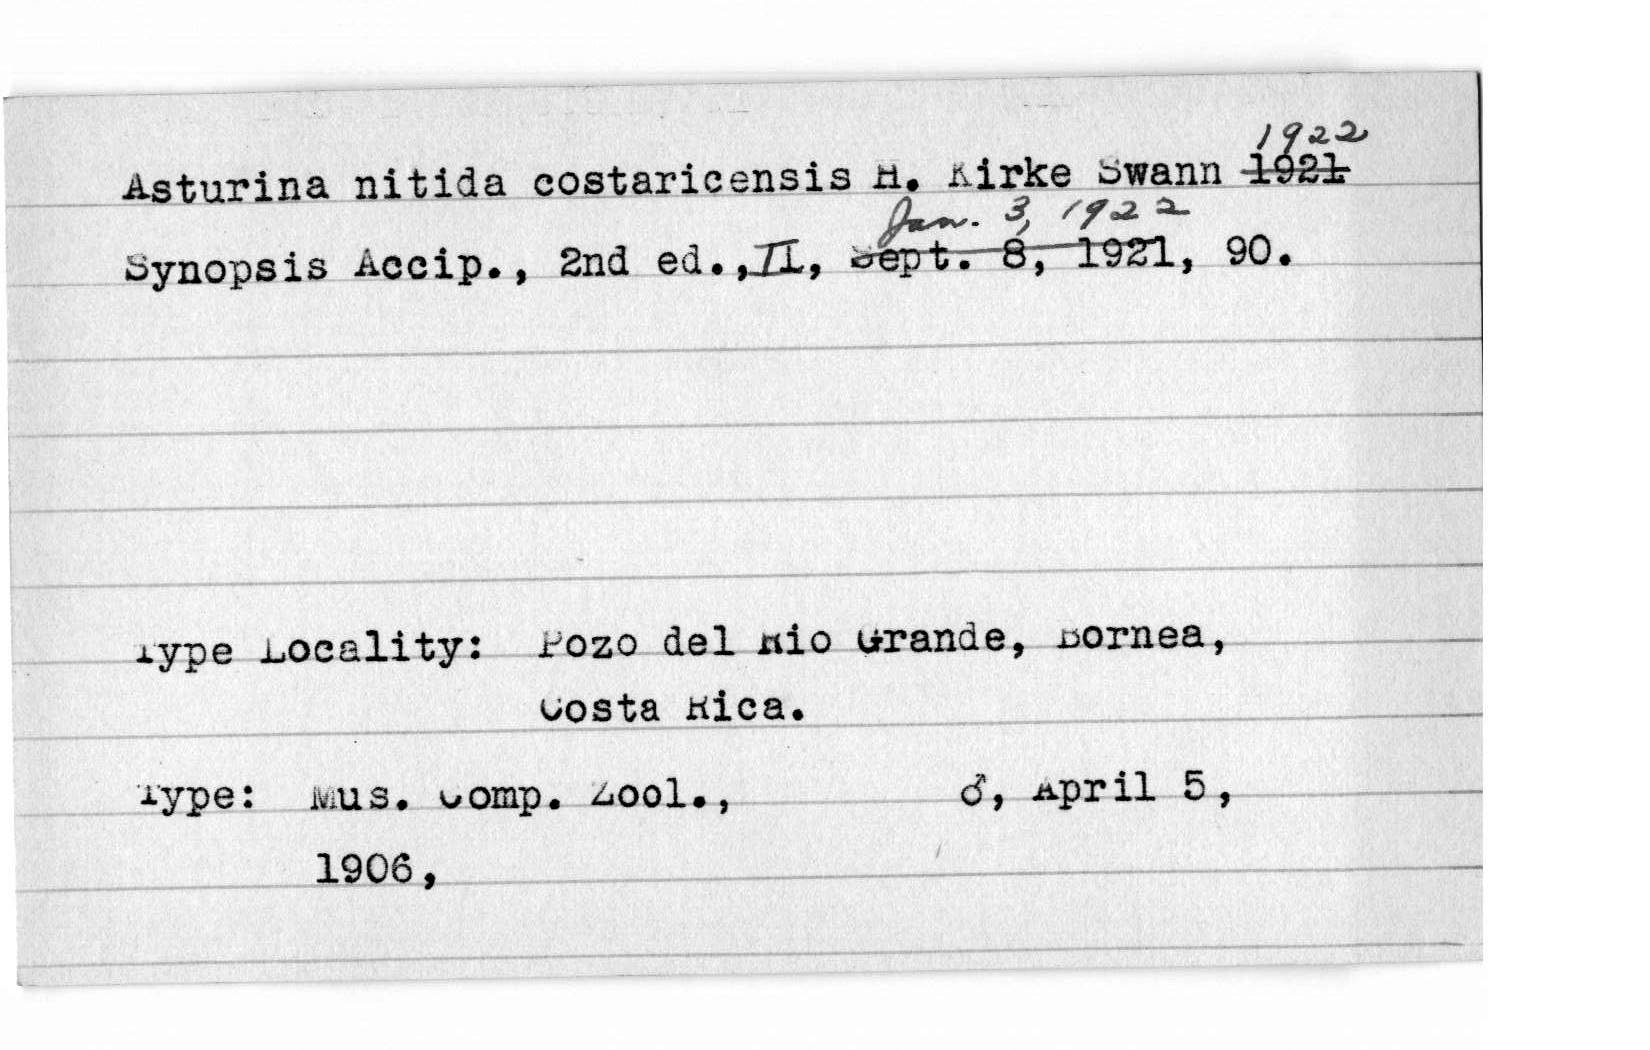 1922
Asturina nitida costaricensis H. Kirke Swann 1921
Jan. 3, 1922
Synopsis Accip., 2nd ed.,II, Sept. 8, 1921, 90.
Type Locality: Pozo del Rio Grande, Bornea,
Costa Rica.
Type: Mus. Comp. Zool., ♂, April 5,
1906,